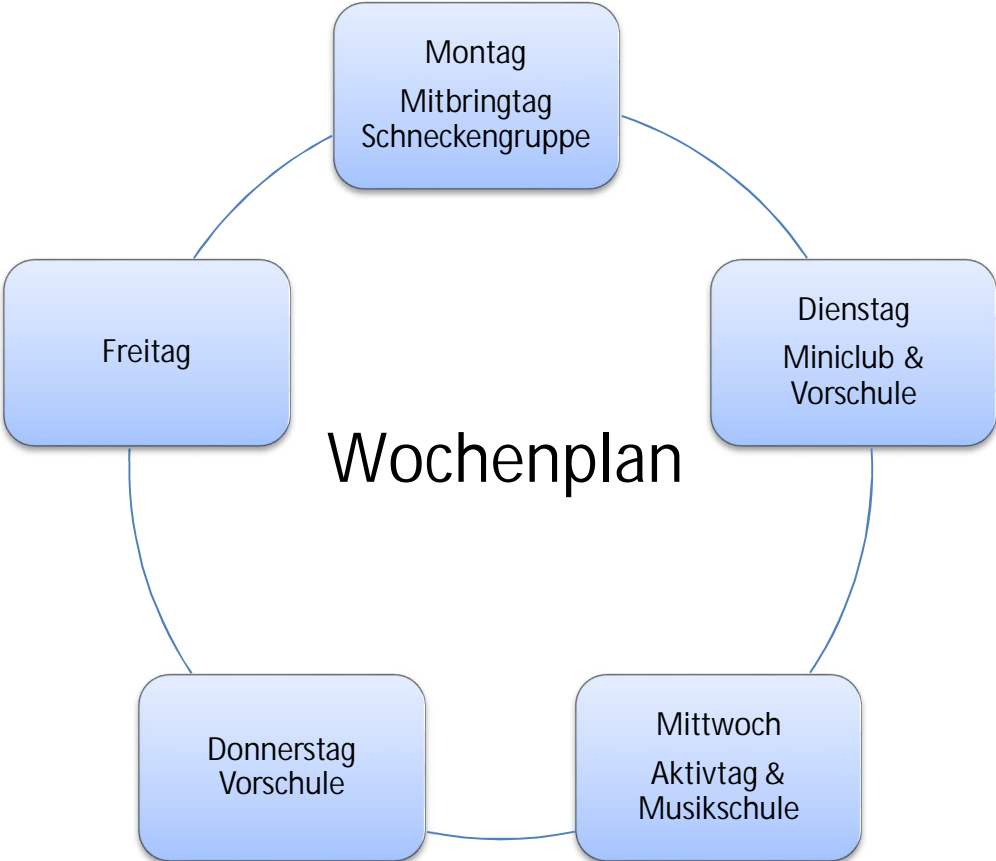 Montag
Mitbringtag
Schneckengruppe
Dienstag
Miniclub &
Vorschule
Mittwoch
Aktivtag &
Musikschule
Donnerstag
Vorschule
Freitag
Wochenplan